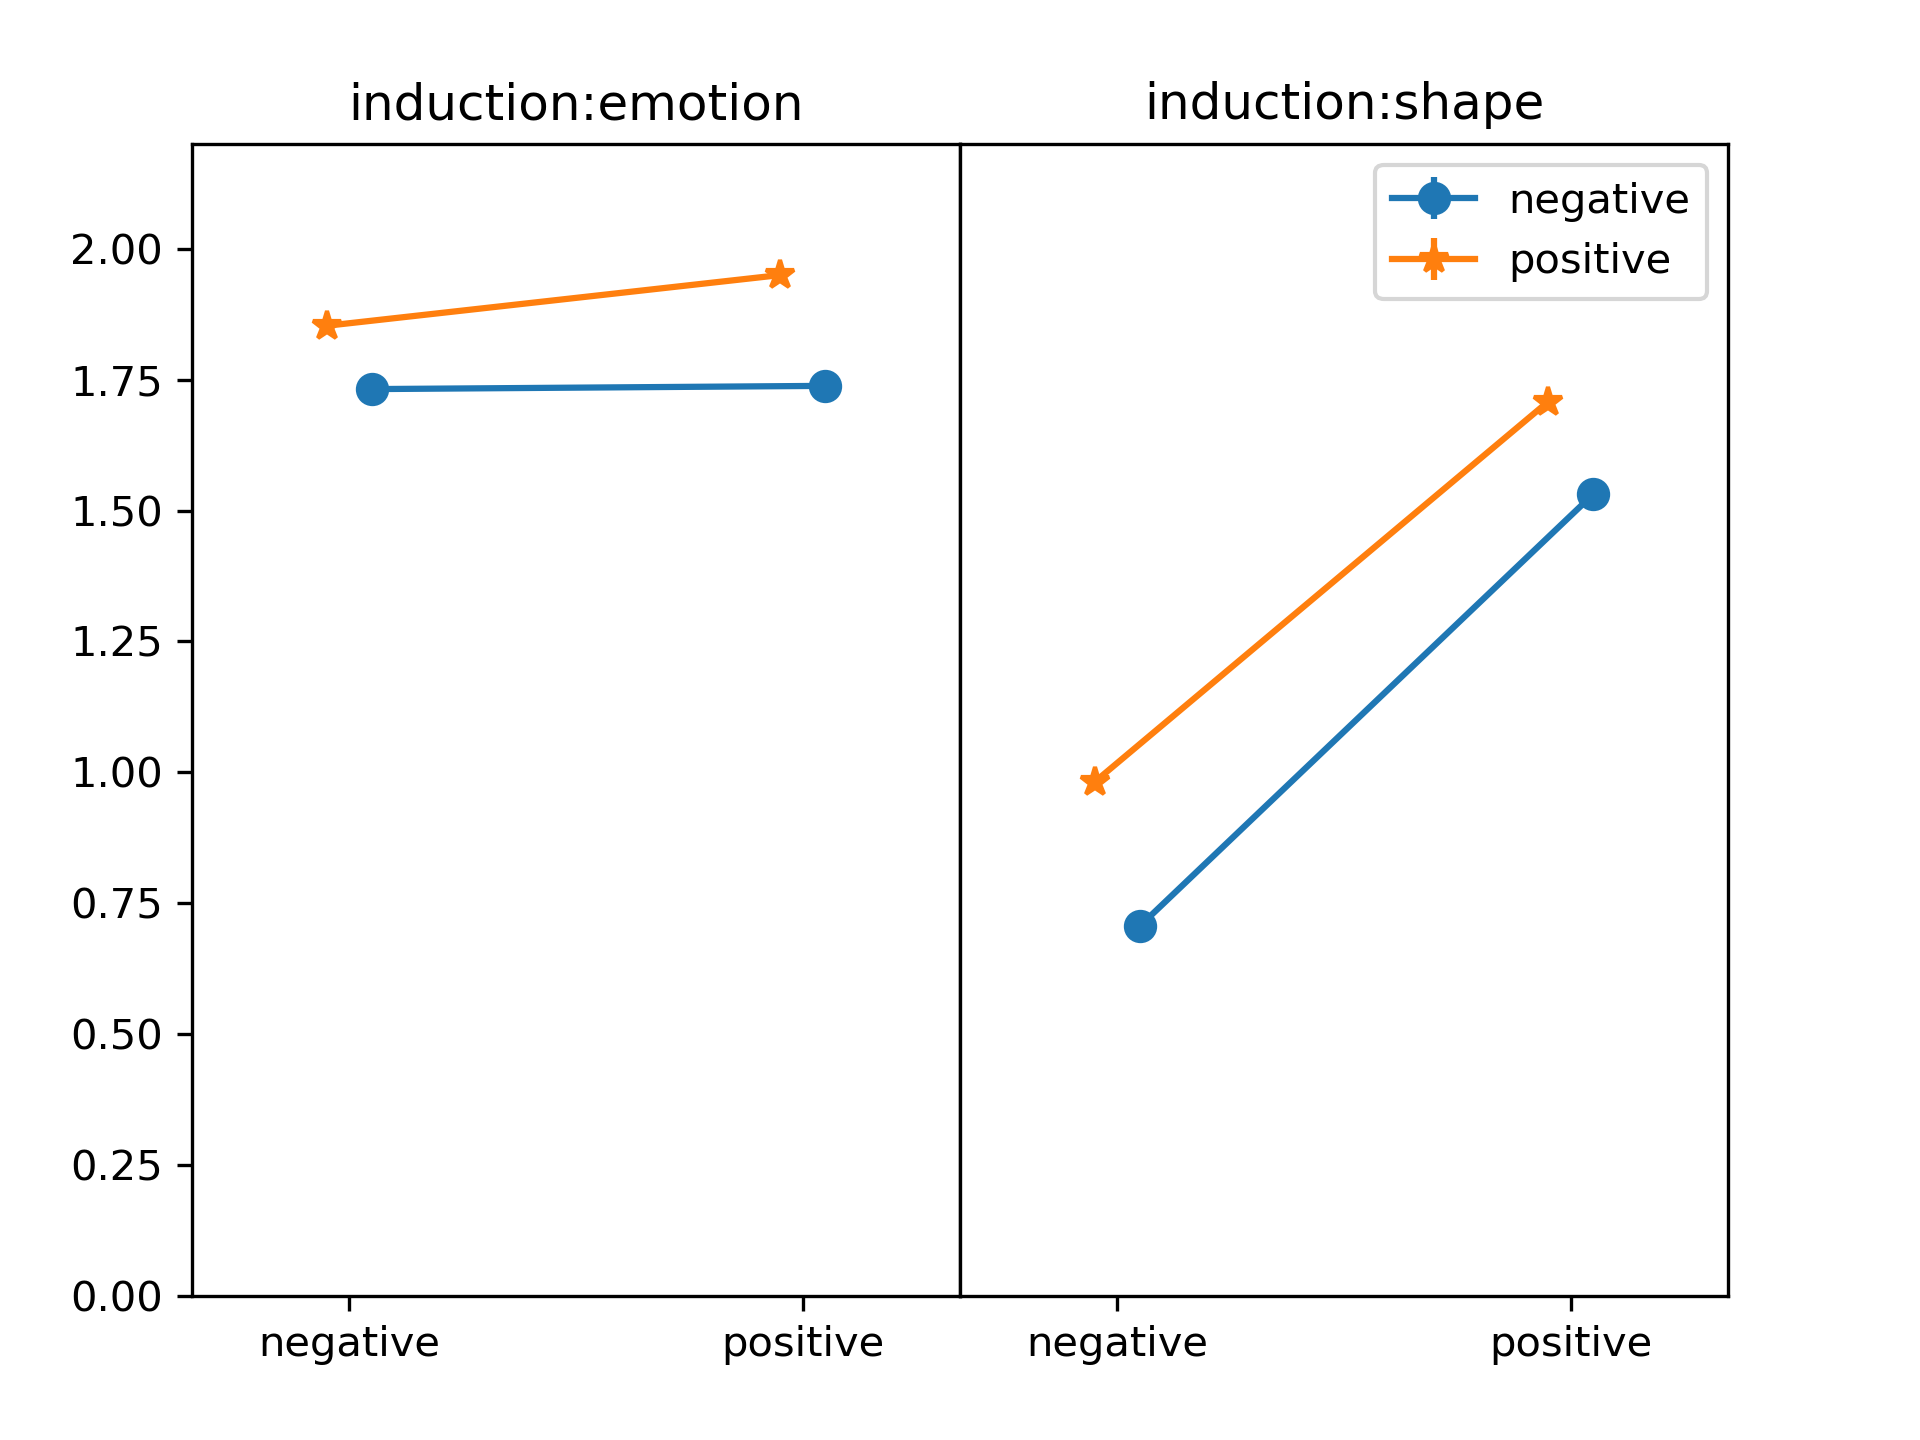 induction:emotion
induction:shape
negative
positive
2.00
1.75
1.50
1.25
1.00
0.75
0.50
0.25
0.00
negative
positive
negative
positive